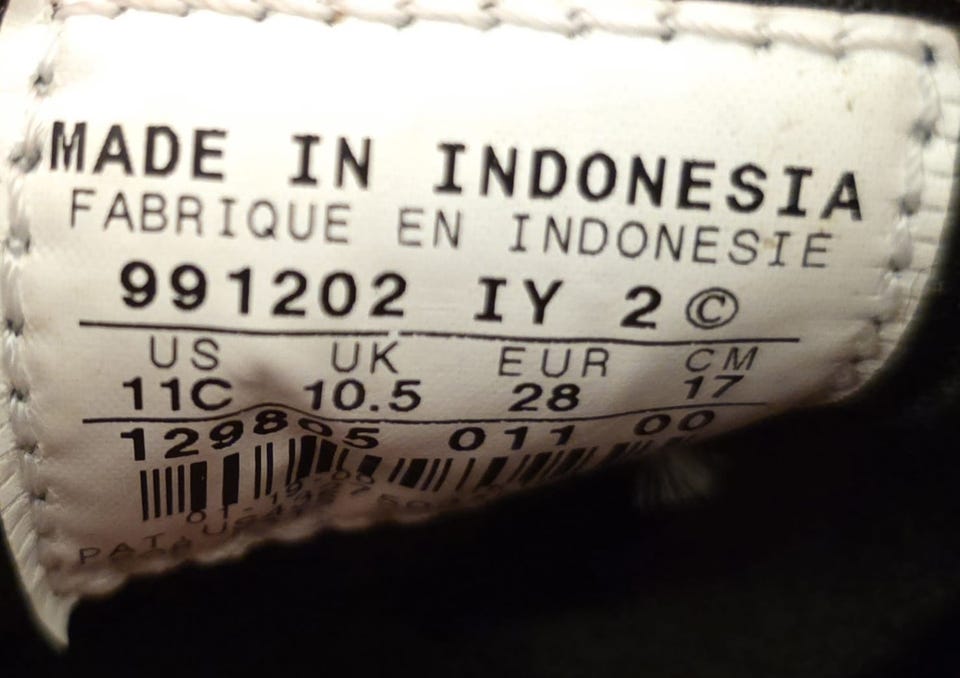 MADE IN INDONESIA
FABRIQUE EN INDONESIE
991202 IY 2 ©
US UK EUR CM
11C 10.5 28 17
129805 011 00